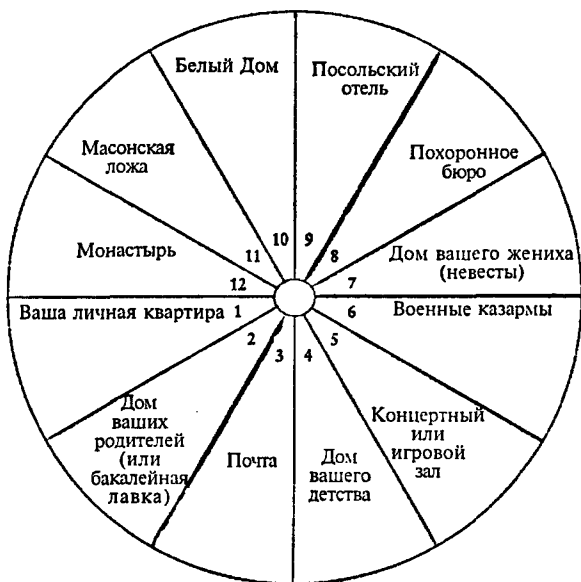 Белый Дом
Посольский
отель
Масонская
ложа
Похоронное
бюро
Монастырь
Дом вашего жениха
(невесты)
10 9
11 8
12 7
Ваша личная квартира 1
6 Военные казармы
2 5
3 4
Дом
ваших
родителей
(или
бакалейная
лавка)
Почта
Дом
вашего
детства
Концертный
или
игровой
зал